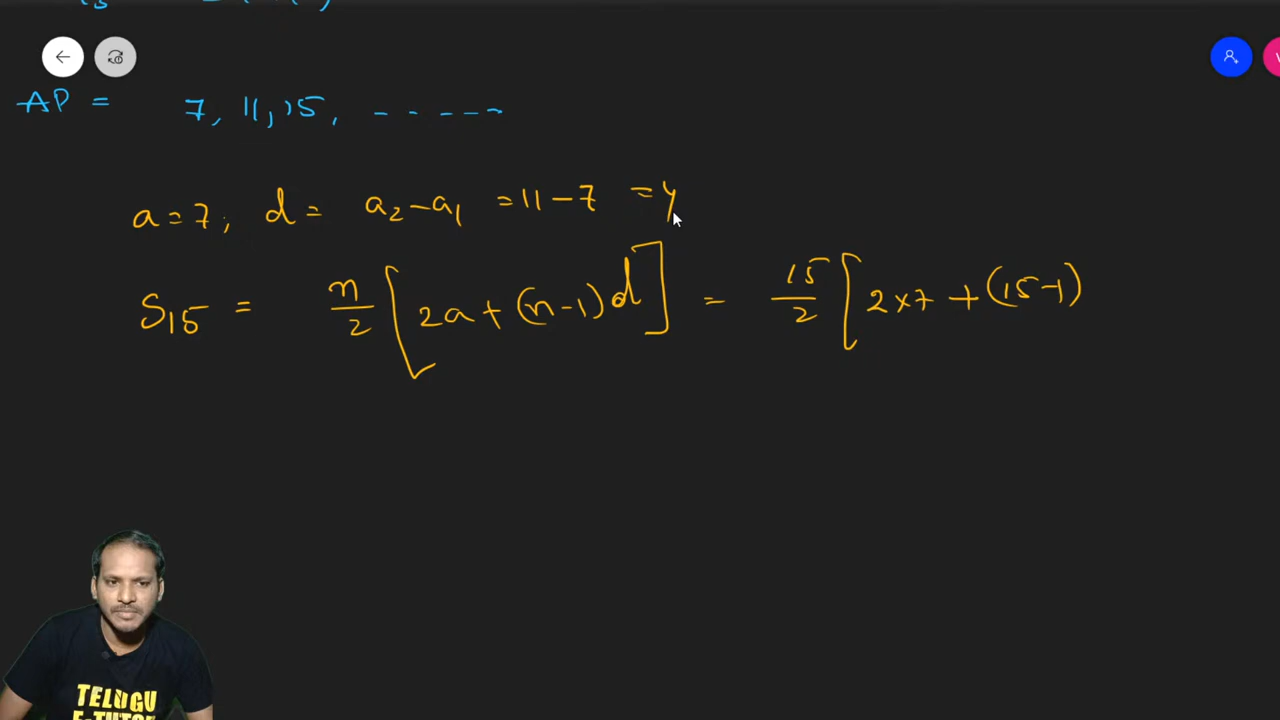 AP = 7, 11, 15, - - - - -
a = 7; d = a₂ - a₁ = 11 - 7 = 4
S₁₅ = n/2 [2a + (n-1)d] = 15/2 [2×7 + (15-1)
TELUGU
E-TUTOR